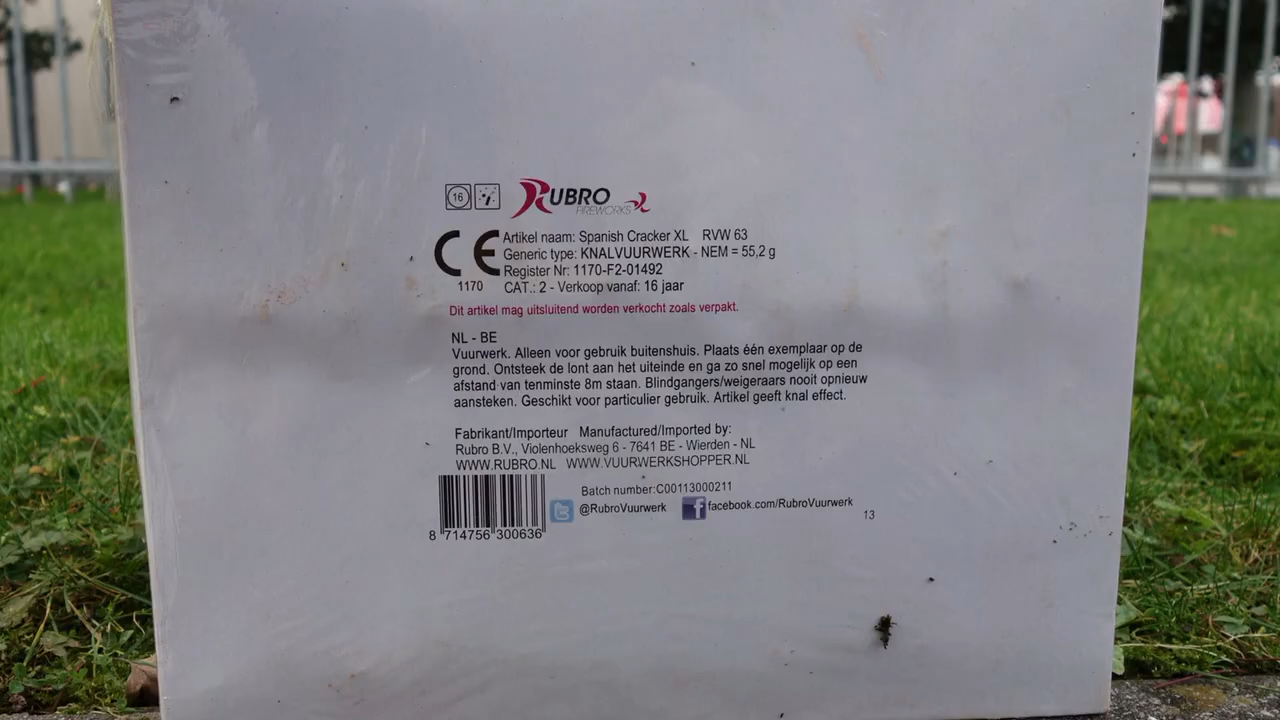 16
RUBRO
FIREWORKS
CE
1170
Artikel naam: Spanish Cracker XL RVW 63
Generic type: KNALVUURWERK - NEM = 55,2 g
Register Nr: 1170-F2-01492
CAT.: 2 - Verkoop vanaf: 16 jaar
Dit artikel mag uitsluitend worden verkocht zoals verpakt.
NL - BE
Vuurwerk. Alleen voor gebruik buitenshuis. Plaats één exemplaar op de
grond. Ontsteek de lont aan het uiteinde en ga zo snel mogelijk op een
afstand van tenminste 8m staan. Blindgangers/weigeraars nooit opnieuw
aansteken. Geschikt voor particulier gebruik. Artikel geeft knal effect.
Fabrikant/Importeur Manufactured/Imported by:
Rubro B.V., Violenhoeksweg 6 - 7641 BE - Wierden - NL
WWW.RUBRO.NL WWW.VUURWERKSHOPPER.NL
Batch number:C00113000211
@RubroVuurwerk facebook.com/RubroVuurwerk
13
8 714756 300636